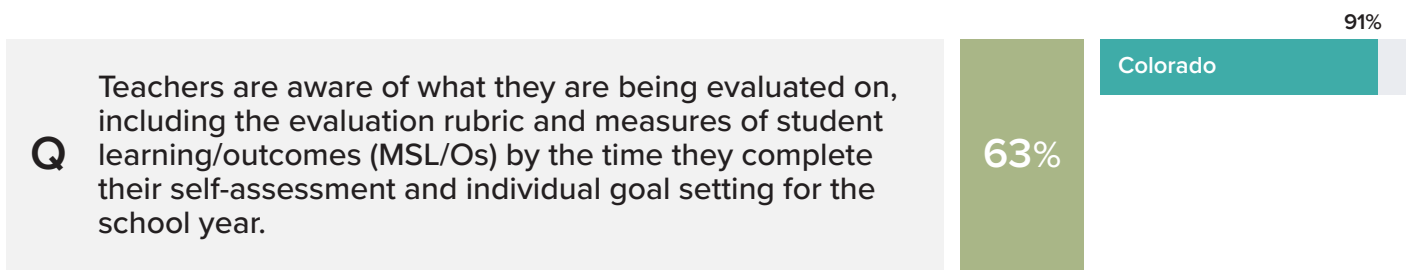 91%
Teachers are aware of what they are being evaluated on,
including the evaluation rubric and measures of student
Q learning/outcomes (MSL/Os) by the time they complete
their self-assessment and individual goal setting for the
school year.
63%
Colorado